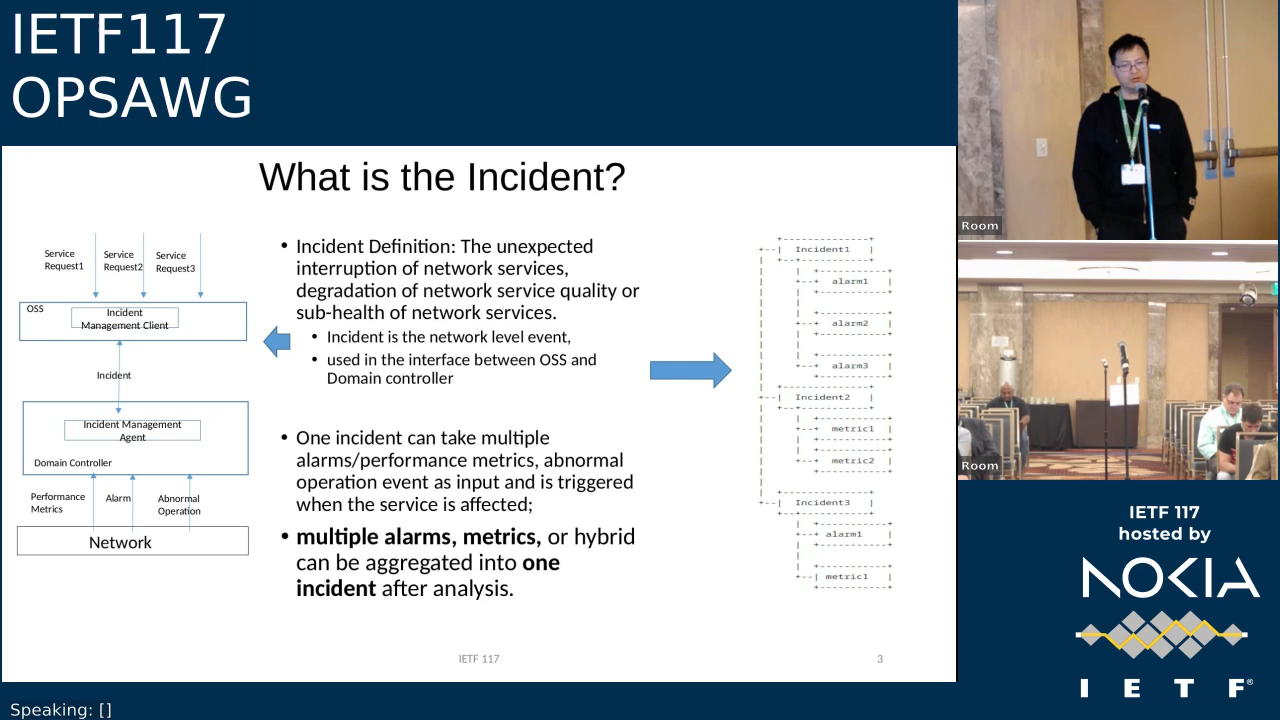 IETF117
OPSAWG
What is the Incident?
Service
Request1
Service
Request2
Service
Request3
OSS
Incident
Management Client
Incident
Incident Management
Agent
Domain Controller
Performance
Metrics
Alarm
Abnormal
Operation
Network
• Incident Definition: The unexpected
interruption of network services,
degradation of network service quality or
sub-health of network services.
• Incident is the network level event,
• used in the interface between OSS and
Domain controller
• One incident can take multiple
alarms/performance metrics, abnormal
operation event as input and is triggered
when the service is affected;
• multiple alarms, metrics, or hybrid
can be aggregated into one
incident after analysis.
Incident1
alarm1
alarm2
alarm3
Incident2
metric1
metric2
Incident3
alarm1
metric1
IETF 117
3
Room
Room
IETF 117
hosted by
NOKIA
I E T F®
Speaking: []